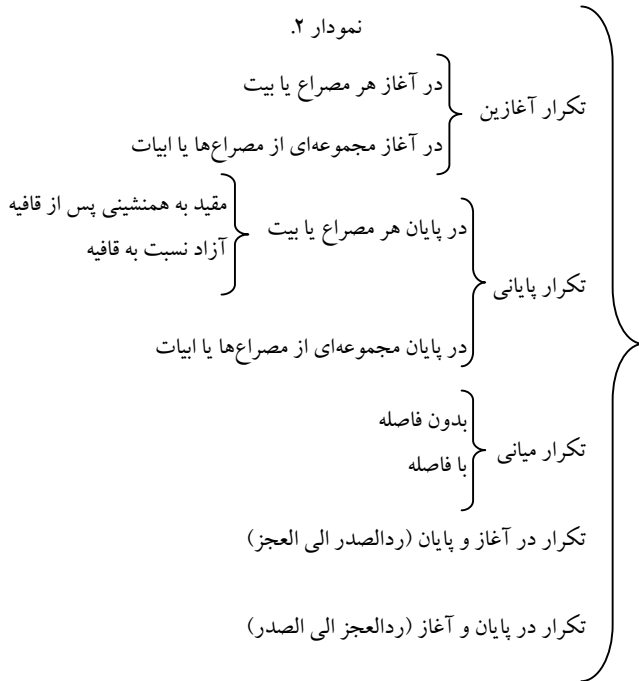 نمودار ۲.
تکرار آغازین
در آغاز هر مصراع یا بیت
در آغاز مجموعه‌ای از مصراع‌ها یا ابیات
تکرار پایانی
در پایان هر مصراع یا بیت
مقید به همنشینی پس از قافیه
آزاد نسبت به قافیه
در پایان مجموعه‌ای از مصراع‌ها یا ابیات
تکرار میانی
بدون فاصله
با فاصله
تکرار در آغاز و پایان (ردالصدر الی العجز)
تکرار در پایان و آغاز (ردالعجز الی الصدر)